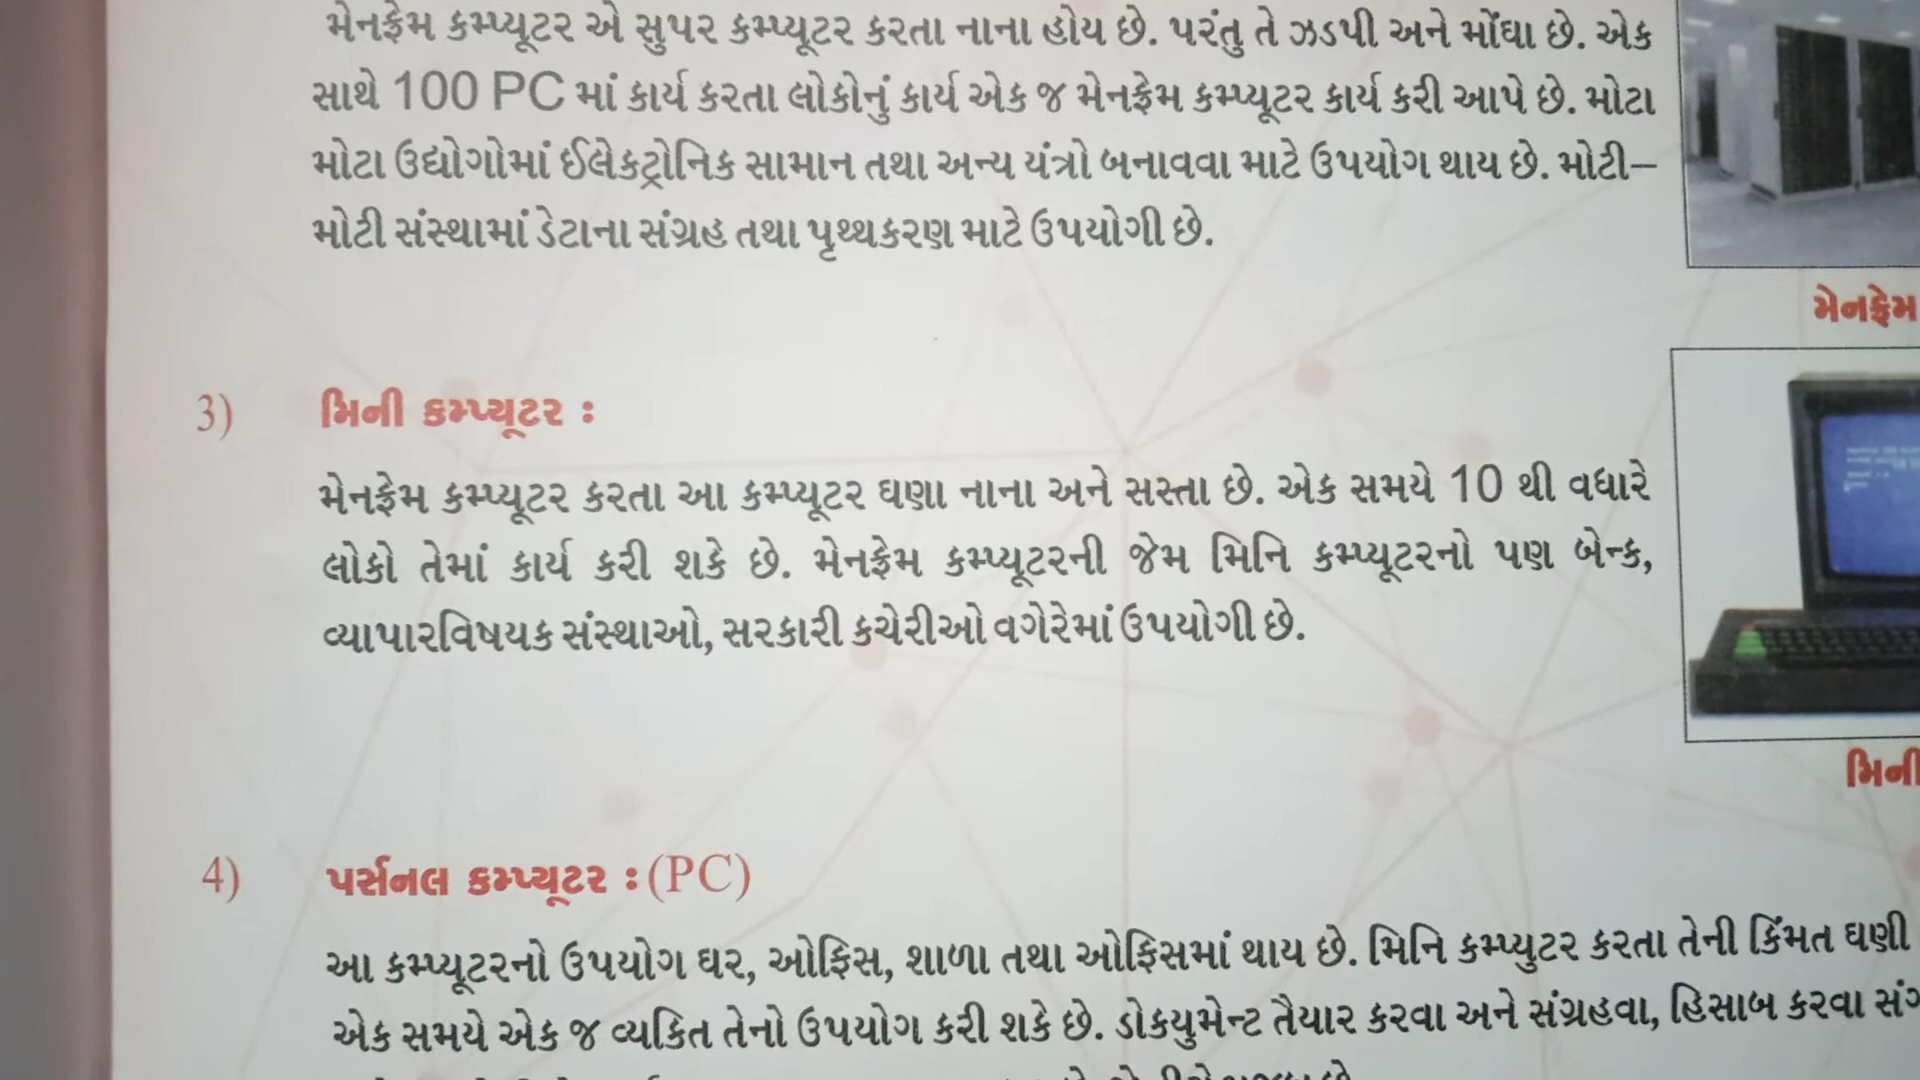 મેનફ્રેમ કમ્પ્યૂટર એ સુપર કમ્પ્યૂટર કરતા નાના હોય છે. પરંતુ તે ઝડપી અને મોંઘા છે. એક
સાથે 100 PC માં કાર્ય કરતા લોકોનું કાર્ય એક જ મેનફ્રેમ કમ્પ્યૂટર કાર્ય કરી આપે છે. મોટા
મોટા ઉદ્યોગોમાં ઈલેકટ્રોનિક સામાન તથા અન્ય યંત્રો બનાવવા માટે ઉપયોગ થાય છે. મોટી–
મોટી સંસ્થામાં ડેટાના સંગ્રહ તથા પૃથ્થકરણ માટે ઉપયોગી છે.
મેનફ્રેમ
3) મિની કમ્પ્યૂટર :
મેનફ્રેમ કમ્પ્યૂટર કરતા આ કમ્પ્યૂટર ઘણા નાના અને સસ્તા છે. એક સમયે 10 થી વધારે
લોકો તેમાં કાર્ય કરી શકે છે. મેનફ્રેમ કમ્પ્યૂટરની જેમ મિનિ કમ્પ્યૂટરનો પણ બેન્ક,
વ્યાપારવિષયક સંસ્થાઓ, સરકારી કચેરીઓ વગેરેમાં ઉપયોગી છે.
મિની
4) પર્સનલ કમ્પ્યૂટર : (PC)
આ કમ્પ્યૂટરનો ઉપયોગ ઘર, ઓફિસ, શાળા તથા ઓફિસમાં થાય છે. મિનિ કમ્પ્યુટર કરતા તેની કિંમત ઘણી
એક સમયે એક જ વ્યકિત તેનો ઉપયોગ કરી શકે છે. ડોકયુમેન્ટ તૈયાર કરવા અને સંગ્રહવા, હિસાબ કરવા